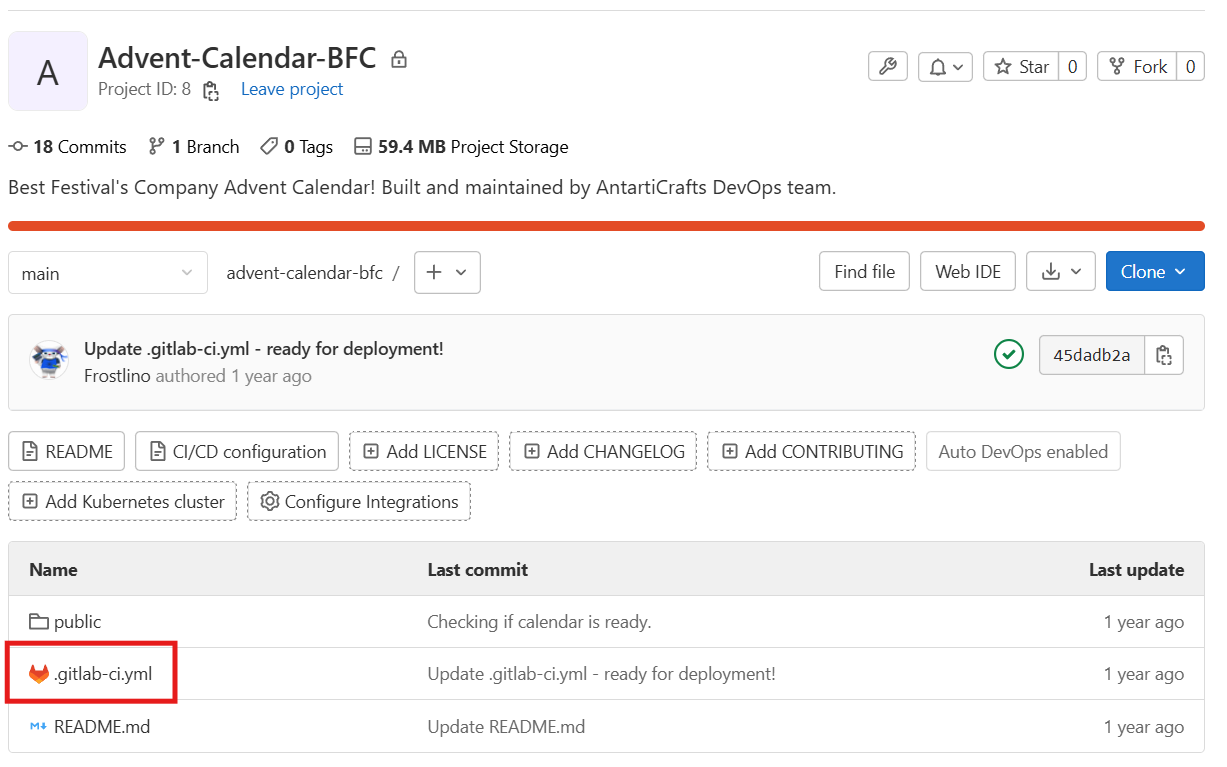 A
Advent-Calendar-BFC
Project ID: 8 Leave project
Star 0 Fork 0
18 Commits 1 Branch 0 Tags 59.4 MB Project Storage
Best Festival's Company Advent Calendar! Built and maintained by AntartiCrafts DevOps team.
main advent-calendar-bfc / Find file Web IDE Clone
Update .gitlab-ci.yml - ready for deployment!
Frostlino authored 1 year ago
45dadb2a
README CI/CD configuration Add LICENSE Add CHANGELOG Add CONTRIBUTING Auto DevOps enabled
Add Kubernetes cluster Configure Integrations
Name Last commit Last update
public Checking if calendar is ready. 1 year ago
.gitlab-ci.yml Update .gitlab-ci.yml - ready for deployment! 1 year ago
README.md Update README.md 1 year ago